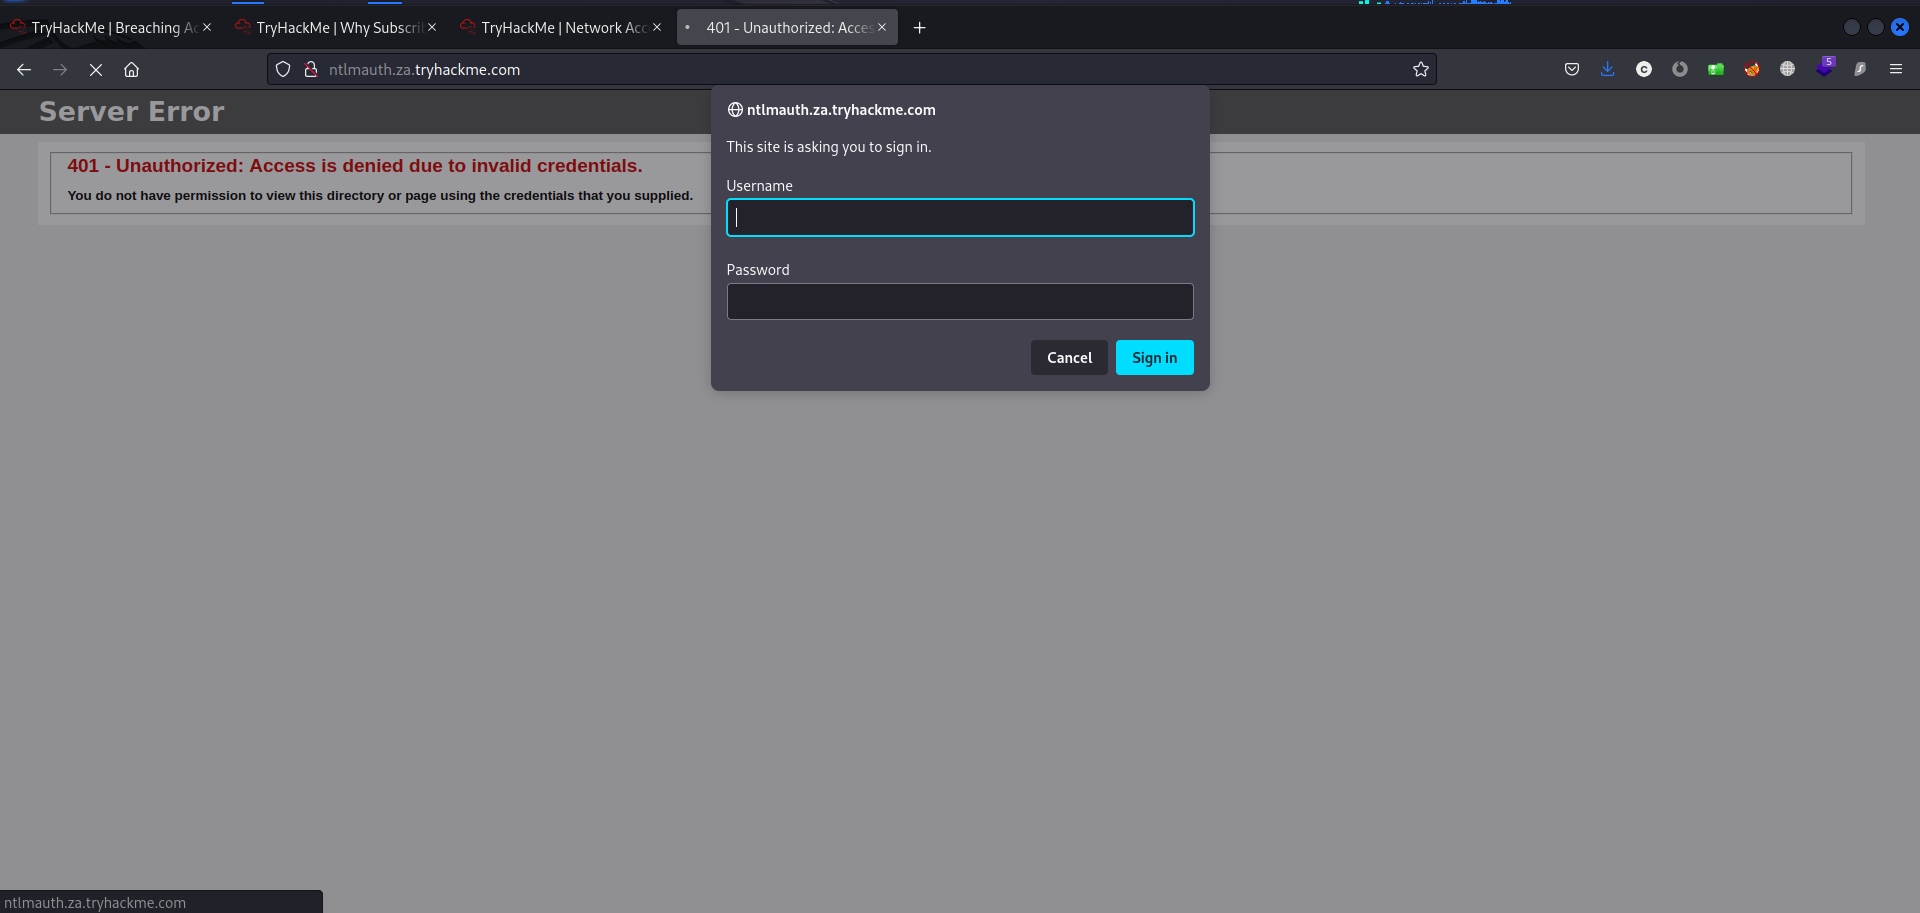 TryHackMe | Breaching Ac
TryHackMe | Why Subscri
TryHackMe | Network Acc
401 - Unauthorized: Acces
ntlmauth.za.tryhackme.com
C
5
Server Error
401 - Unauthorized: Access is denied due to invalid credentials.
You do not have permission to view this directory or page using the credentials that you supplied.
ntlmauth.za.tryhackme.com
This site is asking you to sign in.
Username
Password
Cancel
Sign in
ntlmauth.za.tryhackme.com